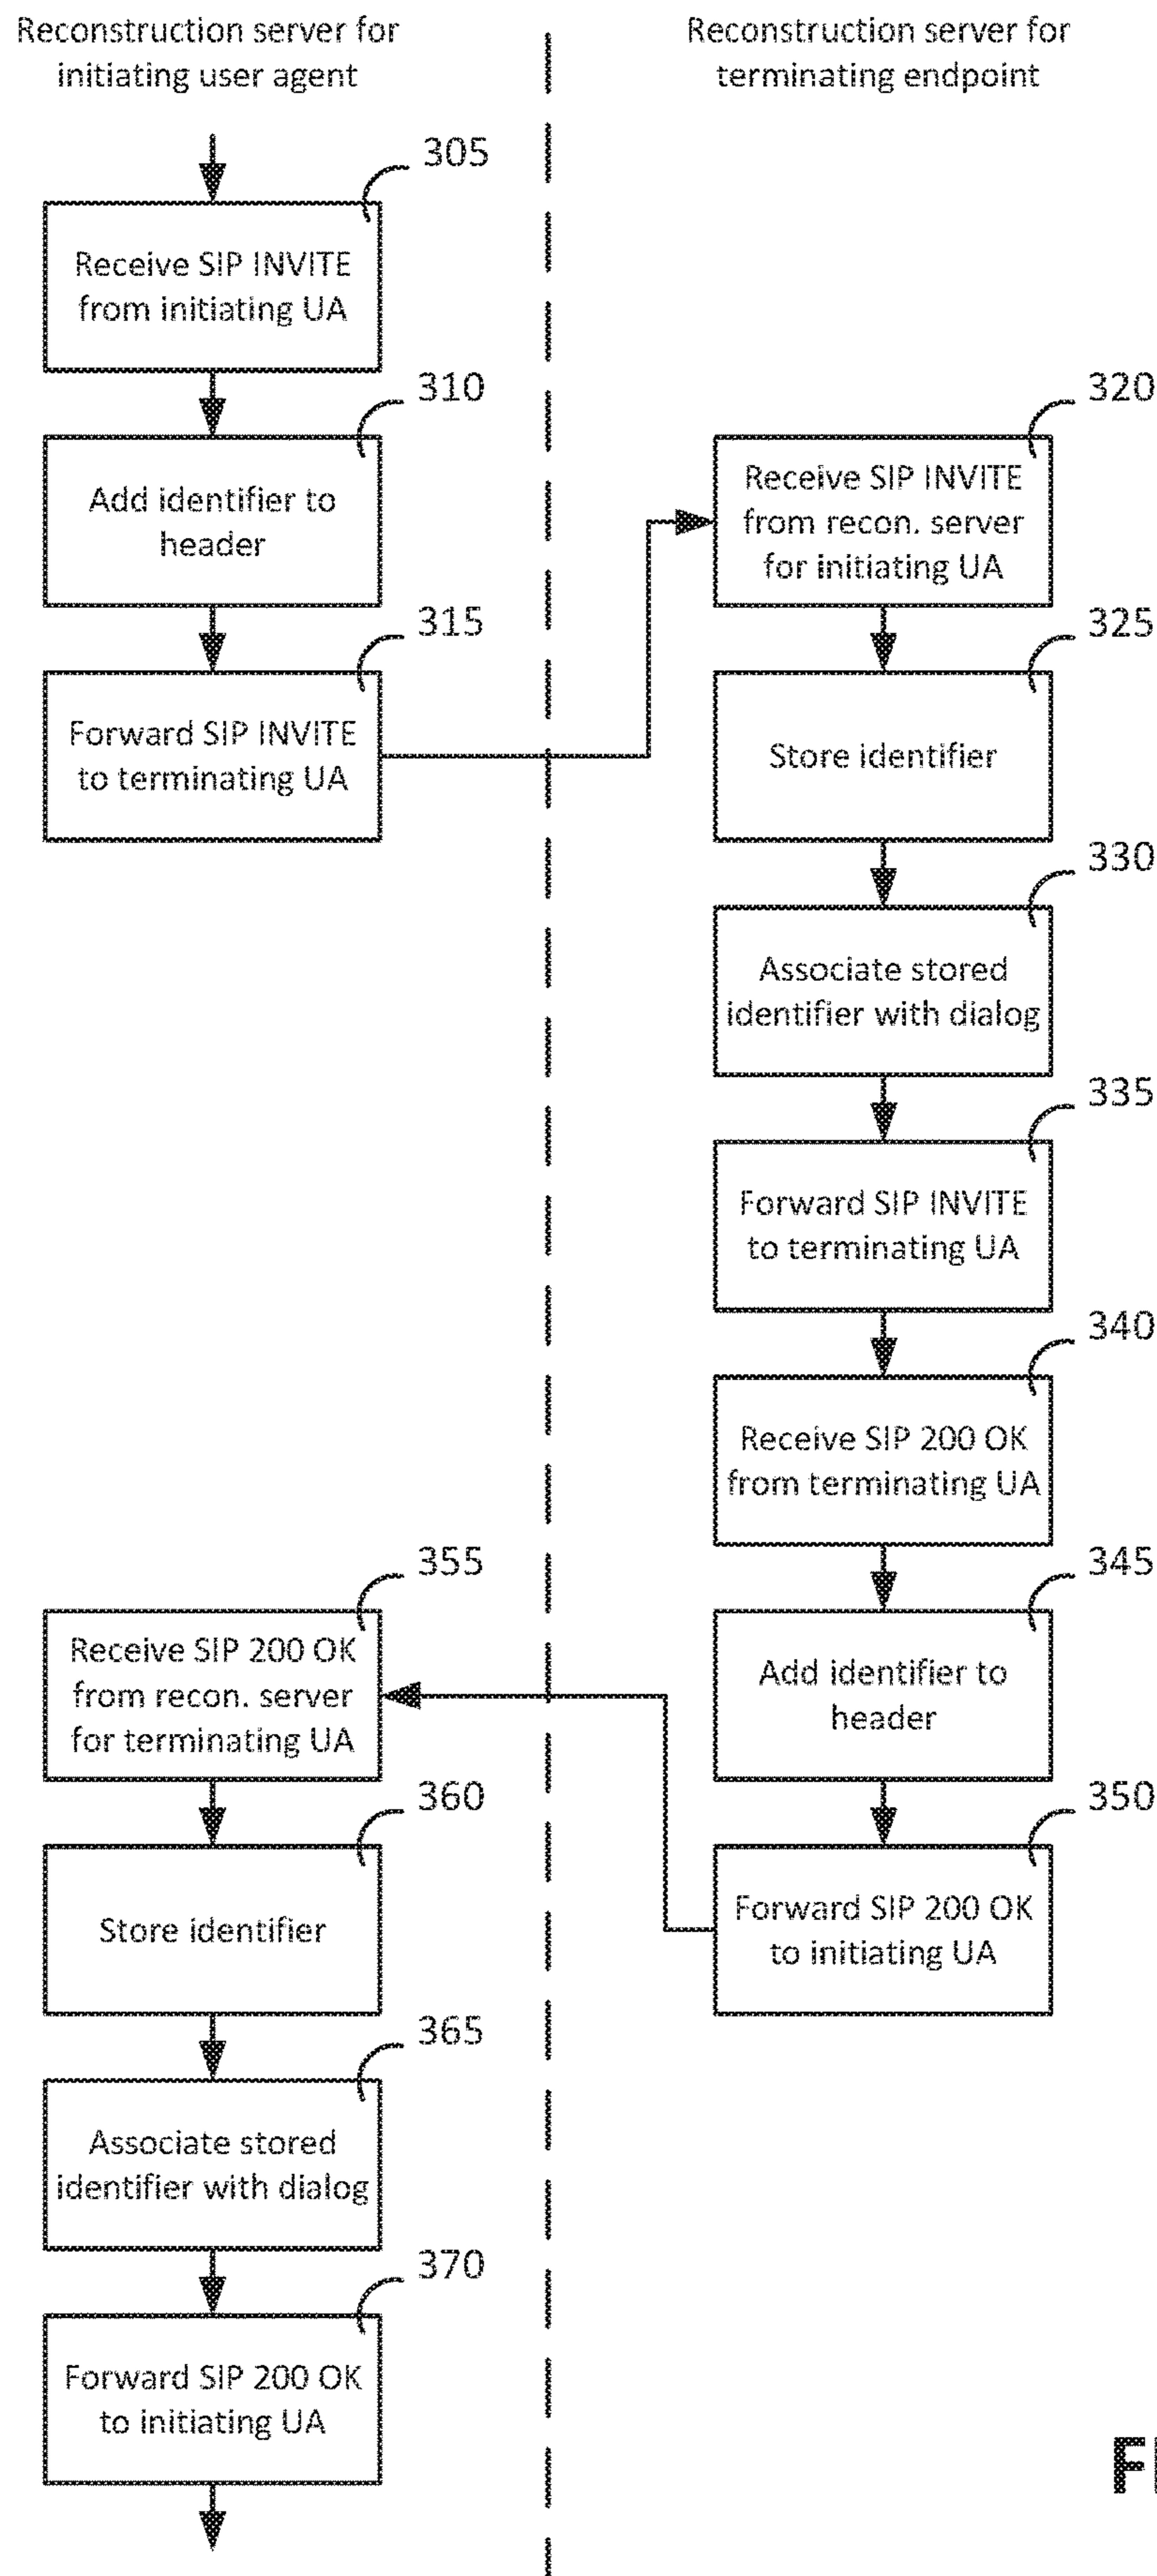 Reconstruction server for
initiating user agent
305
Receive SIP INVITE
from initiating UA
310
Add identifier to
header
315
Forward SIP INVITE
to terminating UA
Reconstruction server for
terminating endpoint
320
Receive SIP INVITE
from recon. server
for initiating UA
325
Store identifier
330
Associate stored
identifier with dialog
335
Forward SIP INVITE
to terminating UA
340
Receive SIP 200 OK
from terminating UA
345
Add identifier to
header
350
Forward SIP 200 OK
to initiating UA
355
Receive SIP 200 OK
from recon. server
for terminating UA
360
Store identifier
365
Associate stored
identifier with dialog
370
Forward SIP 200 OK
to initiating UA